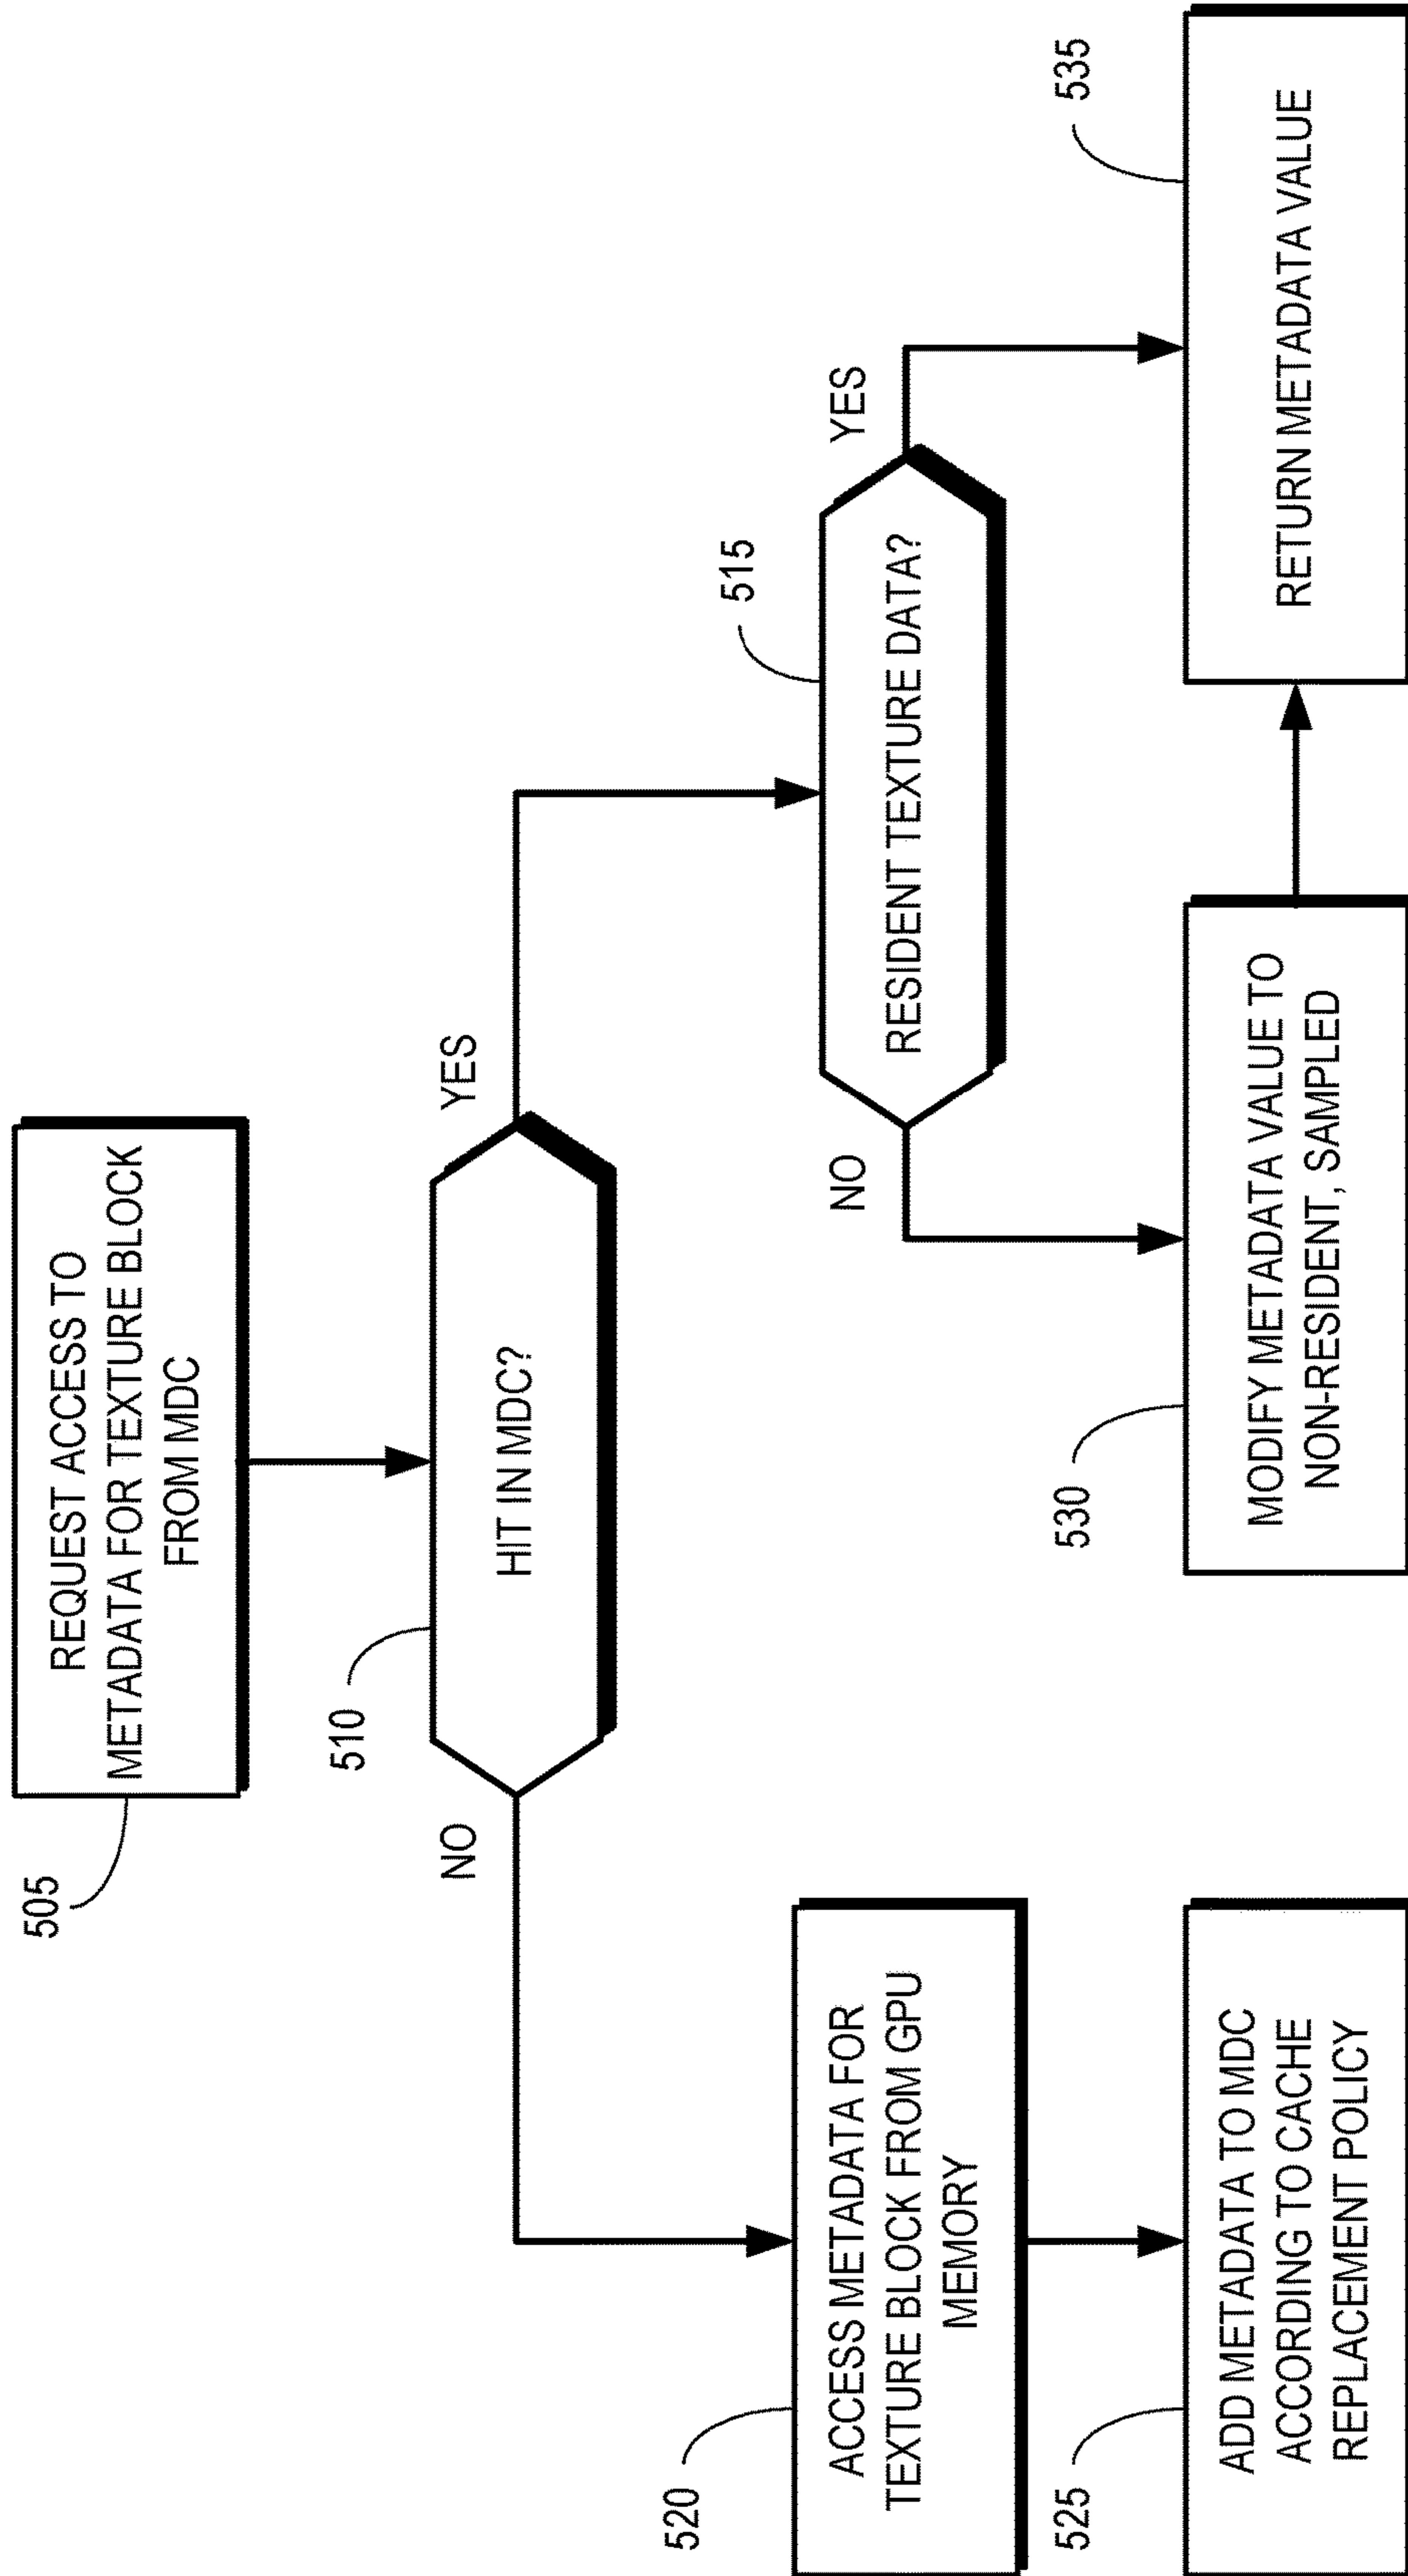 505
REQUEST ACCESS TO
METADATA FOR TEXTURE BLOCK
FROM MDC
510
HIT IN MDC?
NO
YES
515
RESIDENT TEXTURE DATA?
NO
YES
520
ACCESS METADATA FOR
TEXTURE BLOCK FROM GPU
MEMORY
525
ADD METADATA TO MDC
ACCORDING TO CACHE
REPLACEMENT POLICY
530
MODIFY METADATA VALUE TO
NON-RESIDENT, SAMPLED
535
RETURN METADATA VALUE